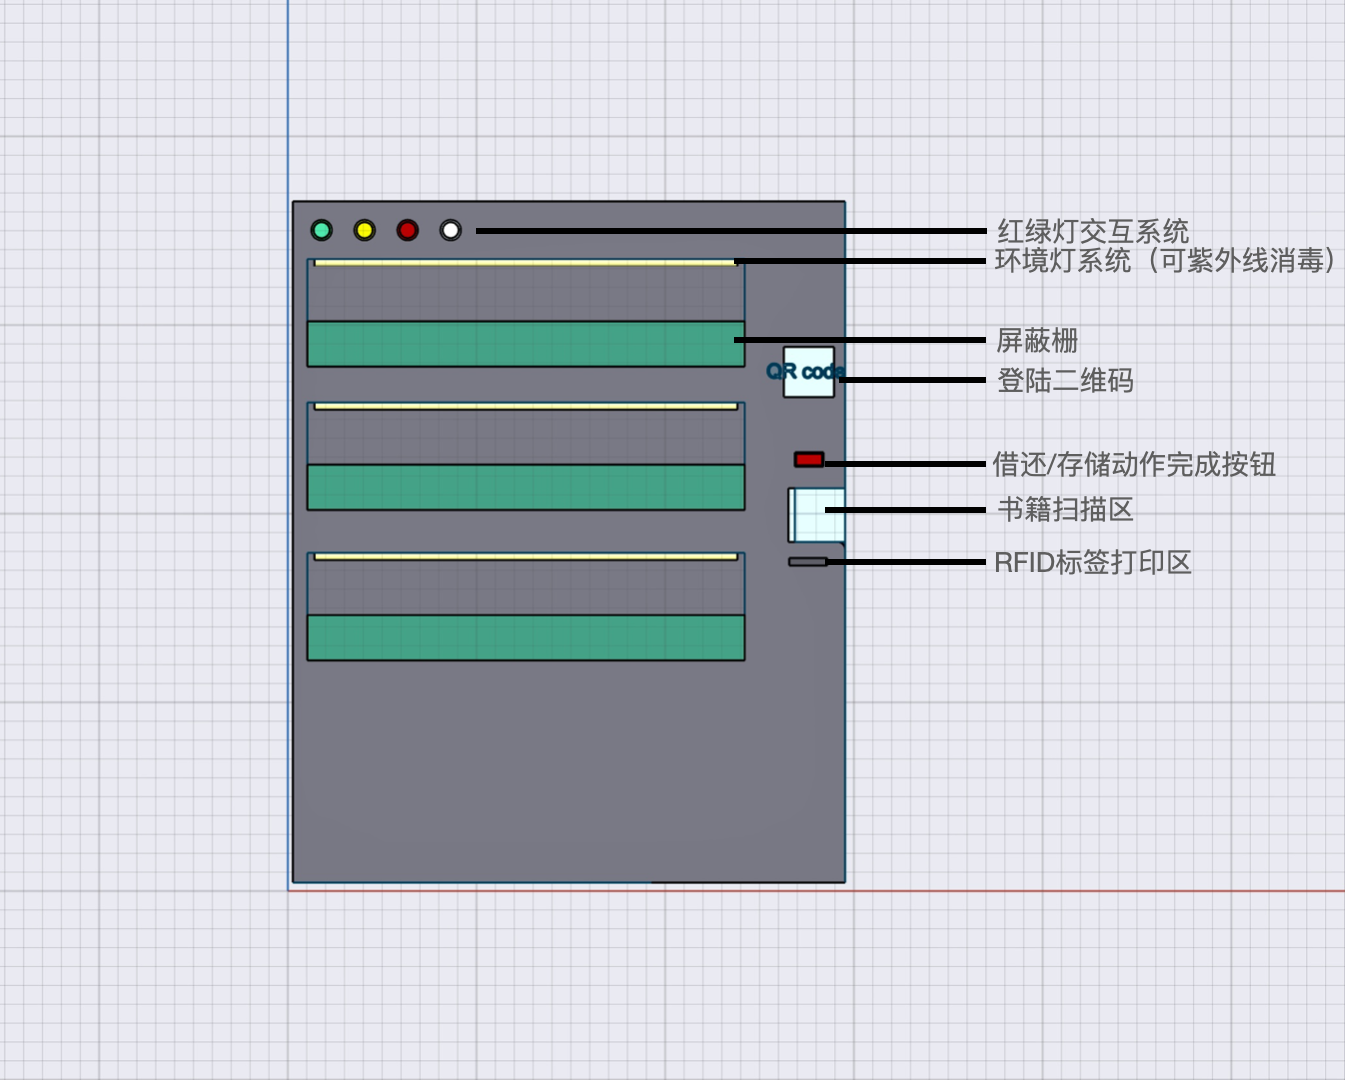 红绿灯交互系统
环境灯系统（可紫外线消毒）
屏蔽栅
QR code
登陆二维码
借还/存储动作完成按钮
书籍扫描区
RFID标签打印区